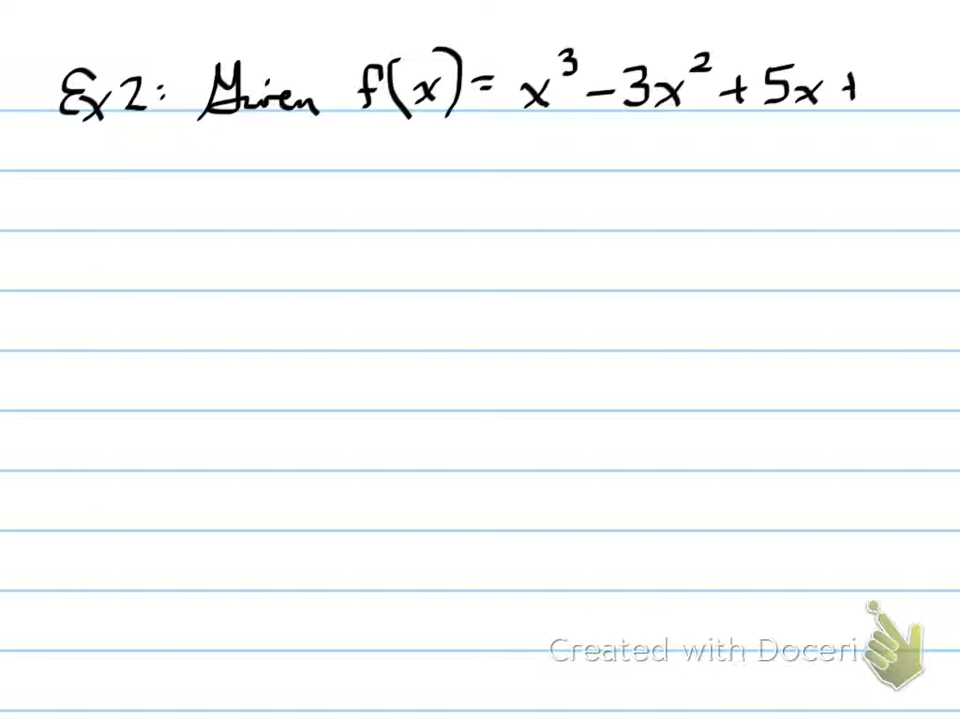 Ex 2: Given f(x) = x³ - 3x² + 5x +
Created with Doceri